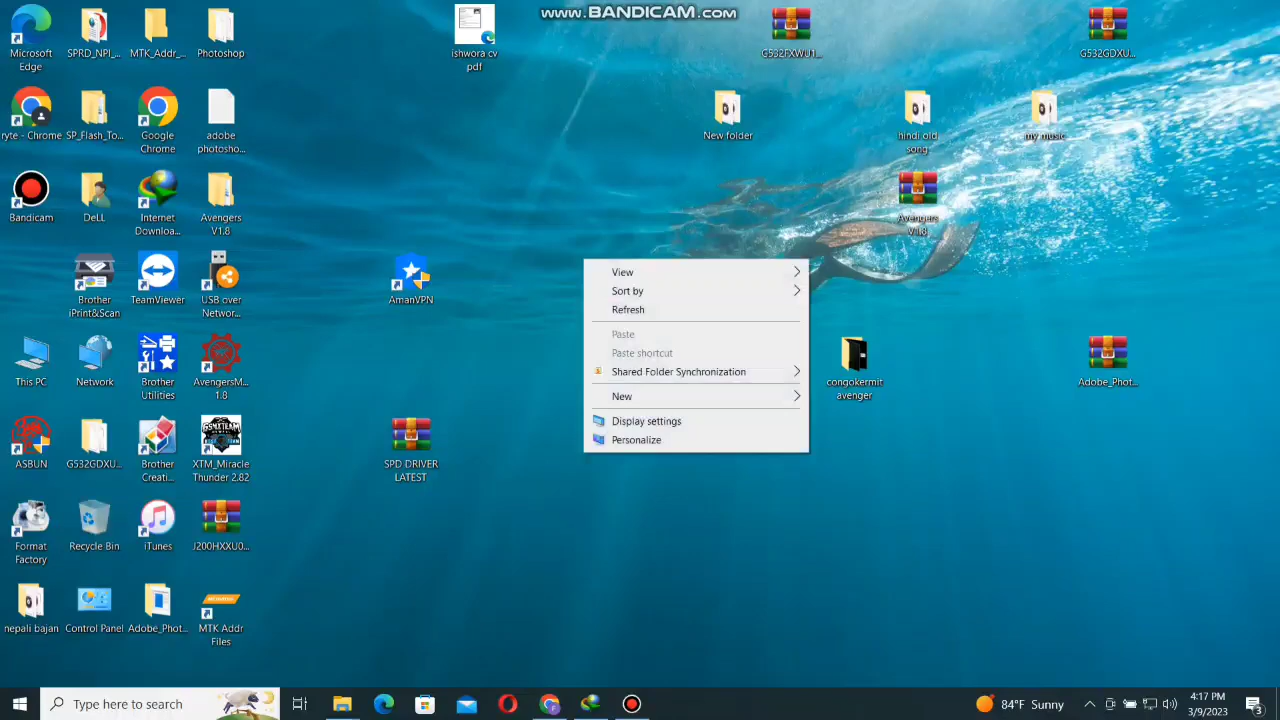 www.BANDICAM.com
Microsoft
Edge
SPRD_NPI_...
MTK_Addr_...
Photoshop
ishwora cv
pdf
G532FXWU1...
G532GDXU...
ryte - Chrome
SP_Flash_To...
Google
Chrome
adobe
photosho...
New folder
hindi old
song
my music
Bandicam
DeLL
Internet
Downloa...
Avengers
V1.8
Avengers
V1.8
Brother
iPrint&Scan
TeamViewer
USB over
Networ...
AmanVPN
View
Sort by
Refresh
Paste
Paste shortcut
Shared Folder Synchronization
New
Display settings
Personalize
This PC
Network
Brother
Utilities
AvengersM...
1.8
congokermit
avenger
Adobe_Phot...
ASBUN
G532GDXU...
Brother
Creati...
XTM_Miracle
Thunder 2.82
SPD DRIVER
LATEST
Format
Factory
Recycle Bin
iTunes
J200HXXU0...
nepali bajan
Control Panel
Adobe_Phot...
MTK Addr
Files
Type here to search
84°F Sunny
4:17 PM
3/9/2023